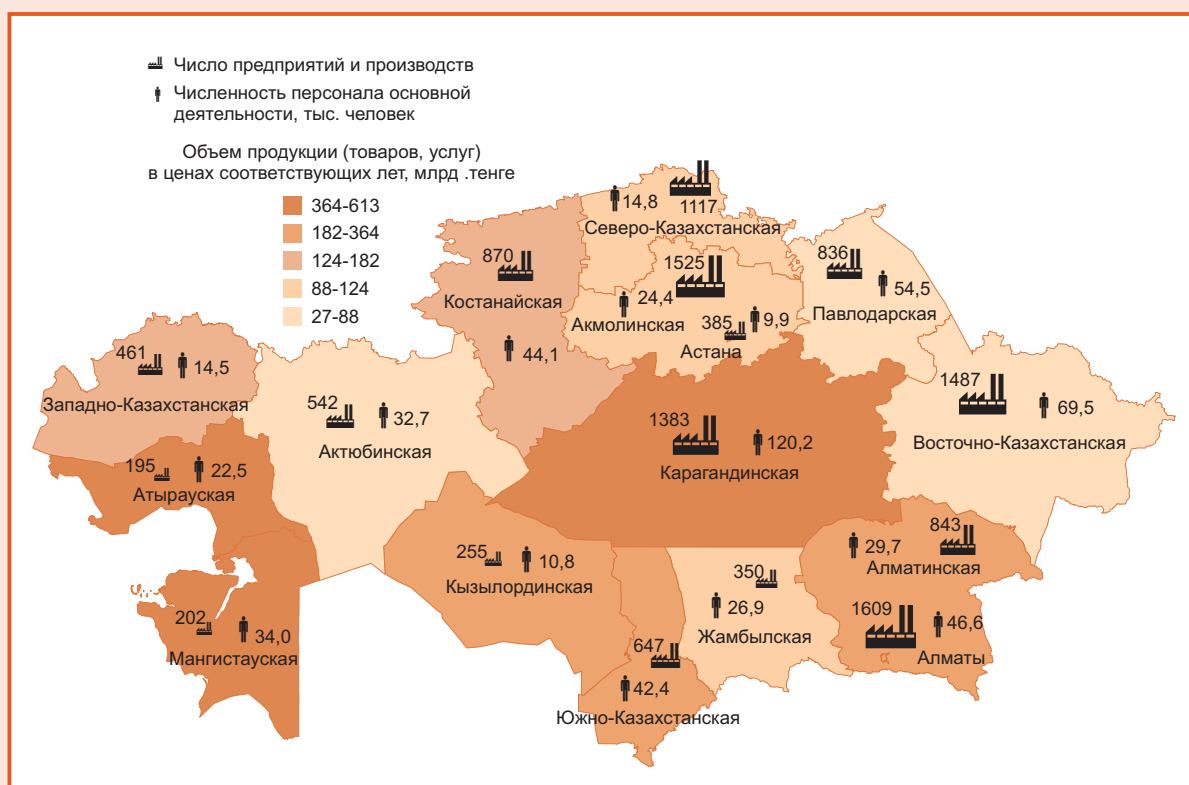 Число предприятий и производств
Численность персонала основной
деятельности, тыс. человек
Объем продукции (товаров, услуг)
в ценах соответствующих лет, млрд .тенге
364-613
182-364
124-182
88-124
27-88
14,8
1117
Северо-Казахстанская
870
Костанайская
44,1
1525
24,4
Акмолинская
385
9,9
Астана
836
54,5
Павлодарская
461
14,5
Западно-Казахстанская
542
32,7
Актюбинская
1383
120,2
Карагандинская
1487
69,5
Восточно-Казахстанская
195
22,5
Атырауская
202
34,0
Мангистауская
255
10,8
Кызылординская
647
42,4
Южно-Казахстанская
350
26,9
Жамбылская
843
29,7
Алматинская
1609
46,6
Алматы